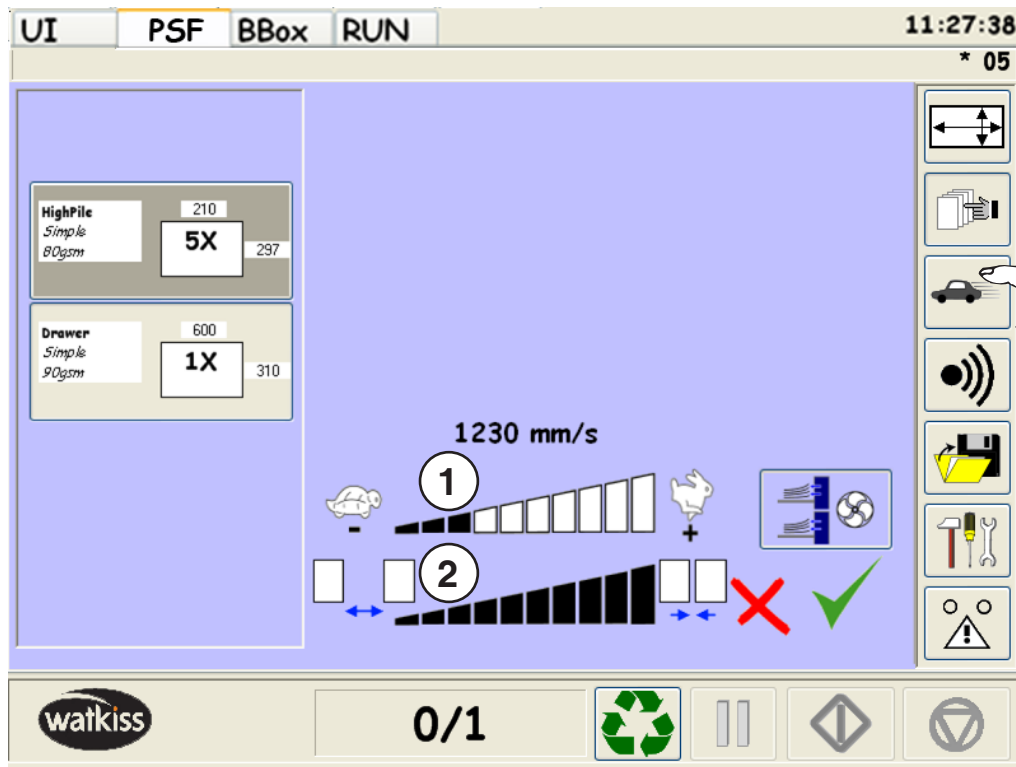 UI PSF BBox RUN 11:27:38
* 05
HighPile
Simple
80gsm
210
5X
297
Drawer
Simple
90gsm
600
1X
310
1230 mm/s
1
- +
2
watkiss
0/1